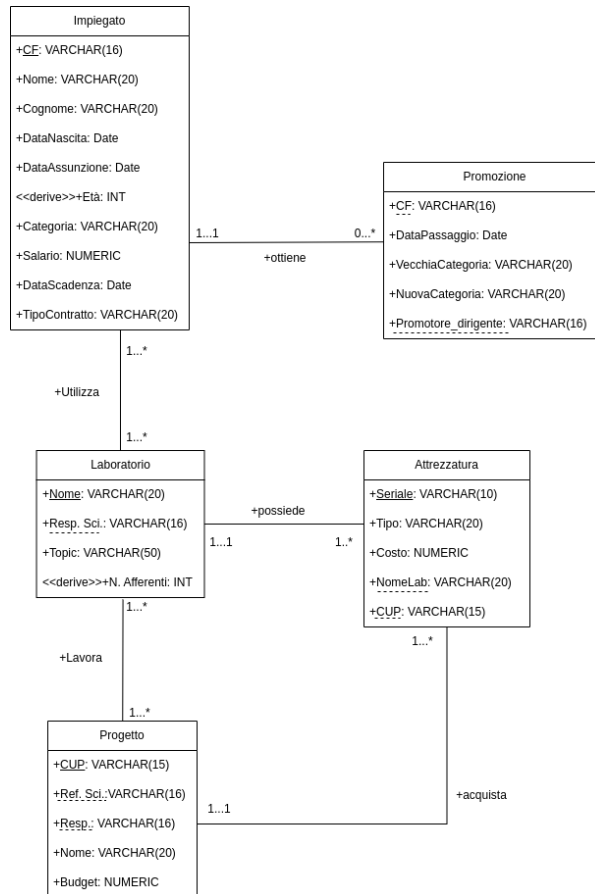 Impiegato
+CF: VARCHAR(16)
+Nome: VARCHAR(20)
+Cognome: VARCHAR(20)
+DataNascita: Date
+DataAssunzione: Date
<<derive>>+Età: INT
+Categoria: VARCHAR(20)
+Salario: NUMERIC
+DataScadenza: Date
+TipoContratto: VARCHAR(20)
1...1
0...*
+ottiene
Promozione
+CF: VARCHAR(16)
+DataPassaggio: Date
+VecchiaCategoria: VARCHAR(20)
+NuovaCategoria: VARCHAR(20)
+Promotore_dirigente: VARCHAR(16)
1...*
+Utilizza
1...*
Laboratorio
+Nome: VARCHAR(20)
+Resp. Sci.: VARCHAR(16)
+Topic: VARCHAR(50)
<<derive>>+N. Afferenti: INT
+possiede
1...1
1..*
Attrezzatura
+Seriale: VARCHAR(10)
+Tipo: VARCHAR(20)
+Costo: NUMERIC
+NomeLab: VARCHAR(20)
+CUP: VARCHAR(15)
1...*
+Lavora
1...*
1...*
+acquista
1...1
Progetto
+CUP: VARCHAR(15)
+Ref. Sci.:VARCHAR(16)
+Resp.: VARCHAR(16)
+Nome: VARCHAR(20)
+Budget: NUMERIC